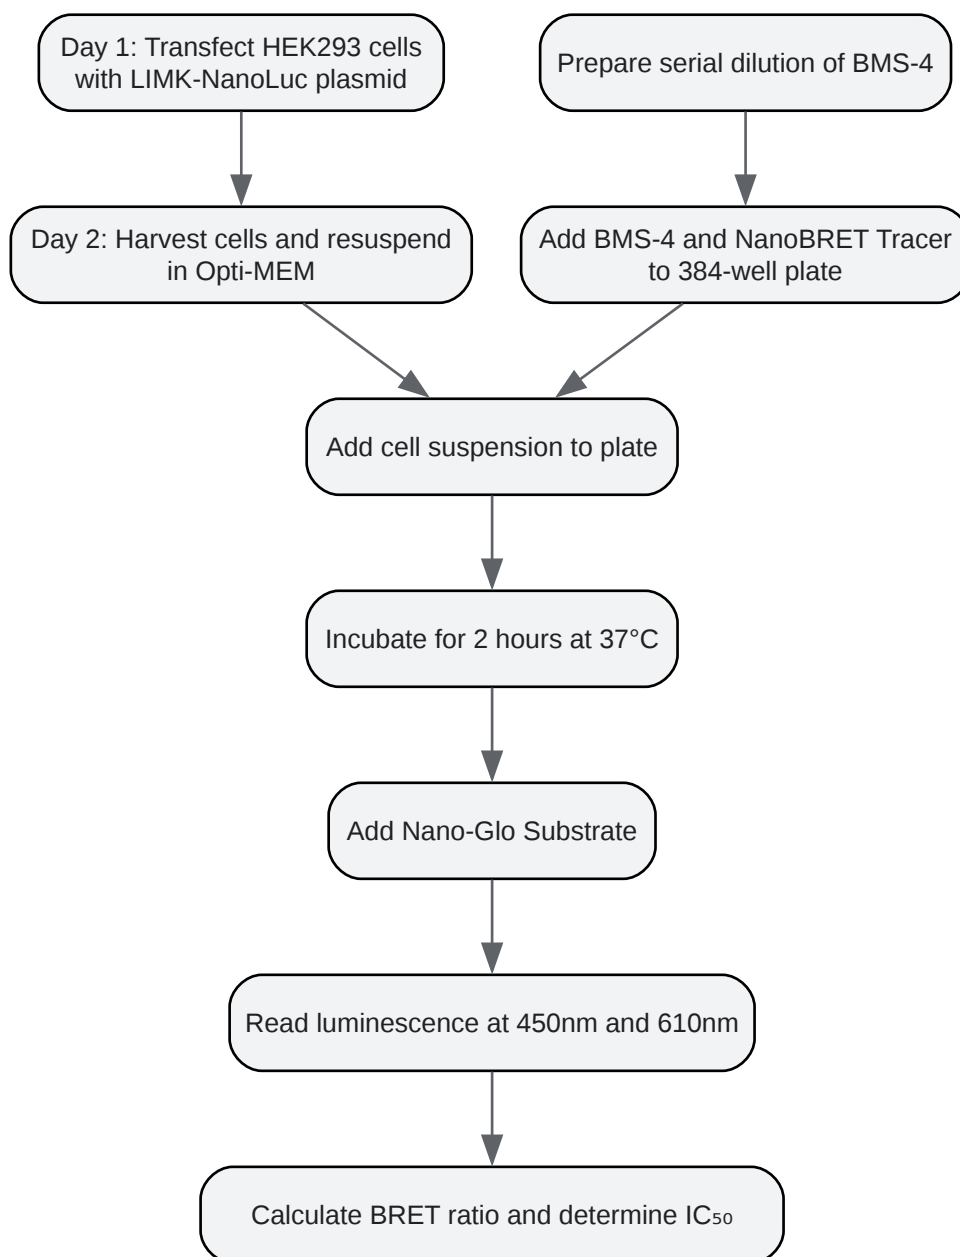 Day 1: Transfect HEK293 cells
with LIMK-NanoLuc plasmid
Prepare serial dilution of BMS-4
Day 2: Harvest cells and resuspend
in Opti-MEM
Add BMS-4 and NanoBRET Tracer
to 384-well plate
Add cell suspension to plate
Incubate for 2 hours at 37°C
Add Nano-Glo Substrate
Read luminescence at 450nm and 610nm
Calculate BRET ratio and determine IC₅₀